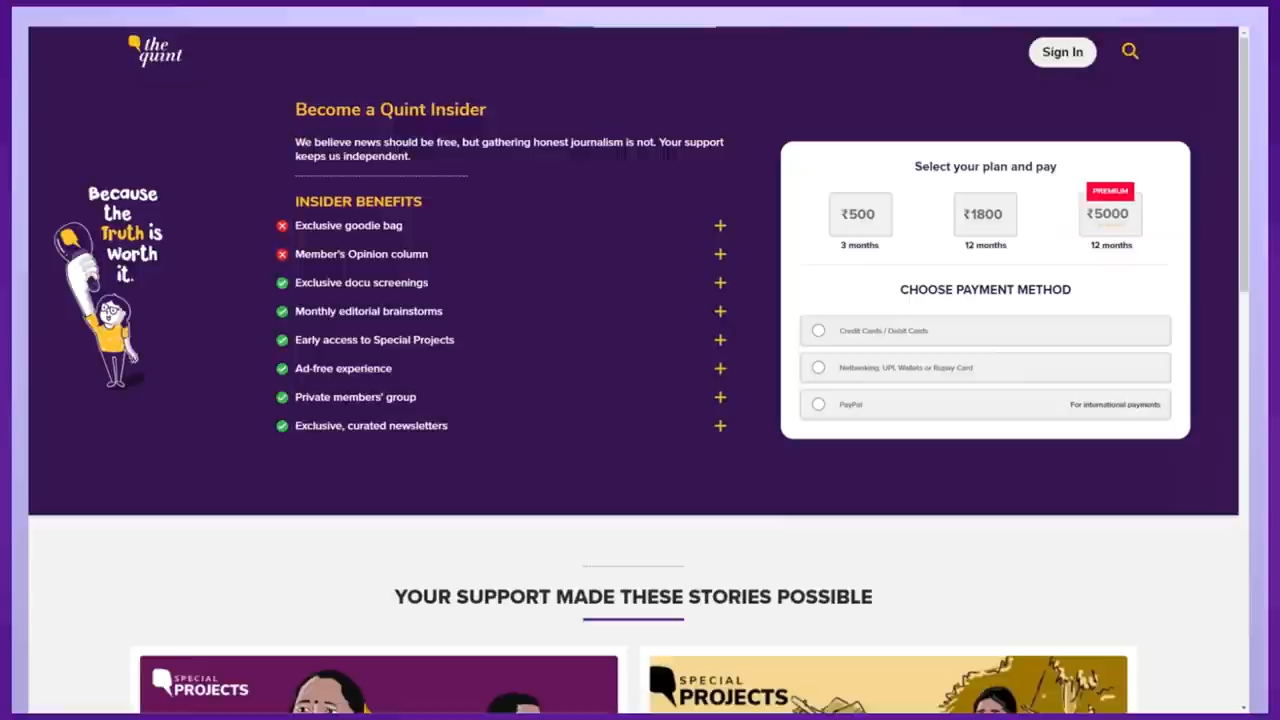 the
quint
Sign In
Become a Quint Insider
We believe news should be free, but gathering honest journalism is not. Your support
keeps us independent.
Because
the
Truth is
worth
it.
INSIDER BENEFITS
Exclusive goodie bag
Member's Opinion column
Exclusive docu screenings
Monthly editorial brainstorms
Early access to Special Projects
Ad-free experience
Private members' group
Exclusive, curated newsletters
Select your plan and pay
PREMIUM
₹500
₹1800
₹5000
3 months
12 months
12 months
CHOOSE PAYMENT METHOD
Credit Cards / Debit Cards
Netbanking, UPI, Wallets or Rupay Card
PayPal
For international payments
YOUR SUPPORT MADE THESE STORIES POSSIBLE
SPECIAL
PROJECTS
SPECIAL
PROJECTS